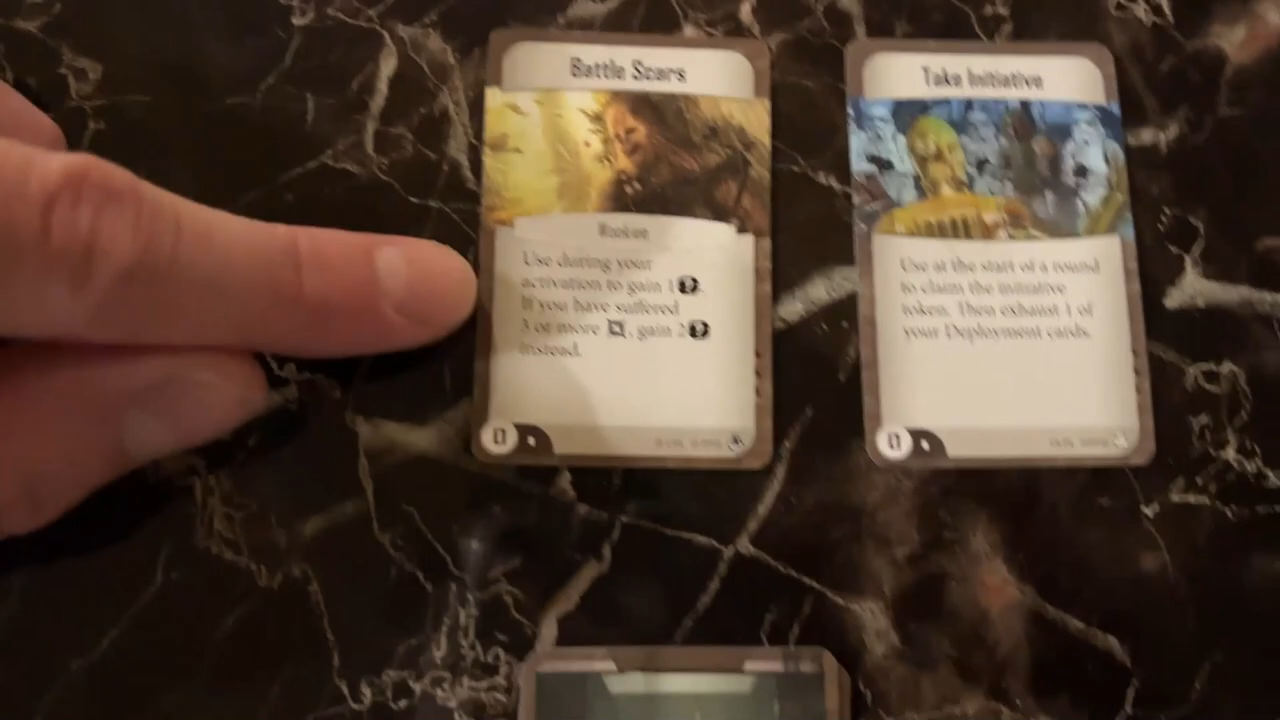 Battle Scars
Wookiee
Use during your
activation to gain 1
If you have suffered
3 or more , gain 2
instead.
0
Take Initiative
Use at the start of a round
to claim the initiative
token. Then exhaust 1 of
your Deployment cards.
0